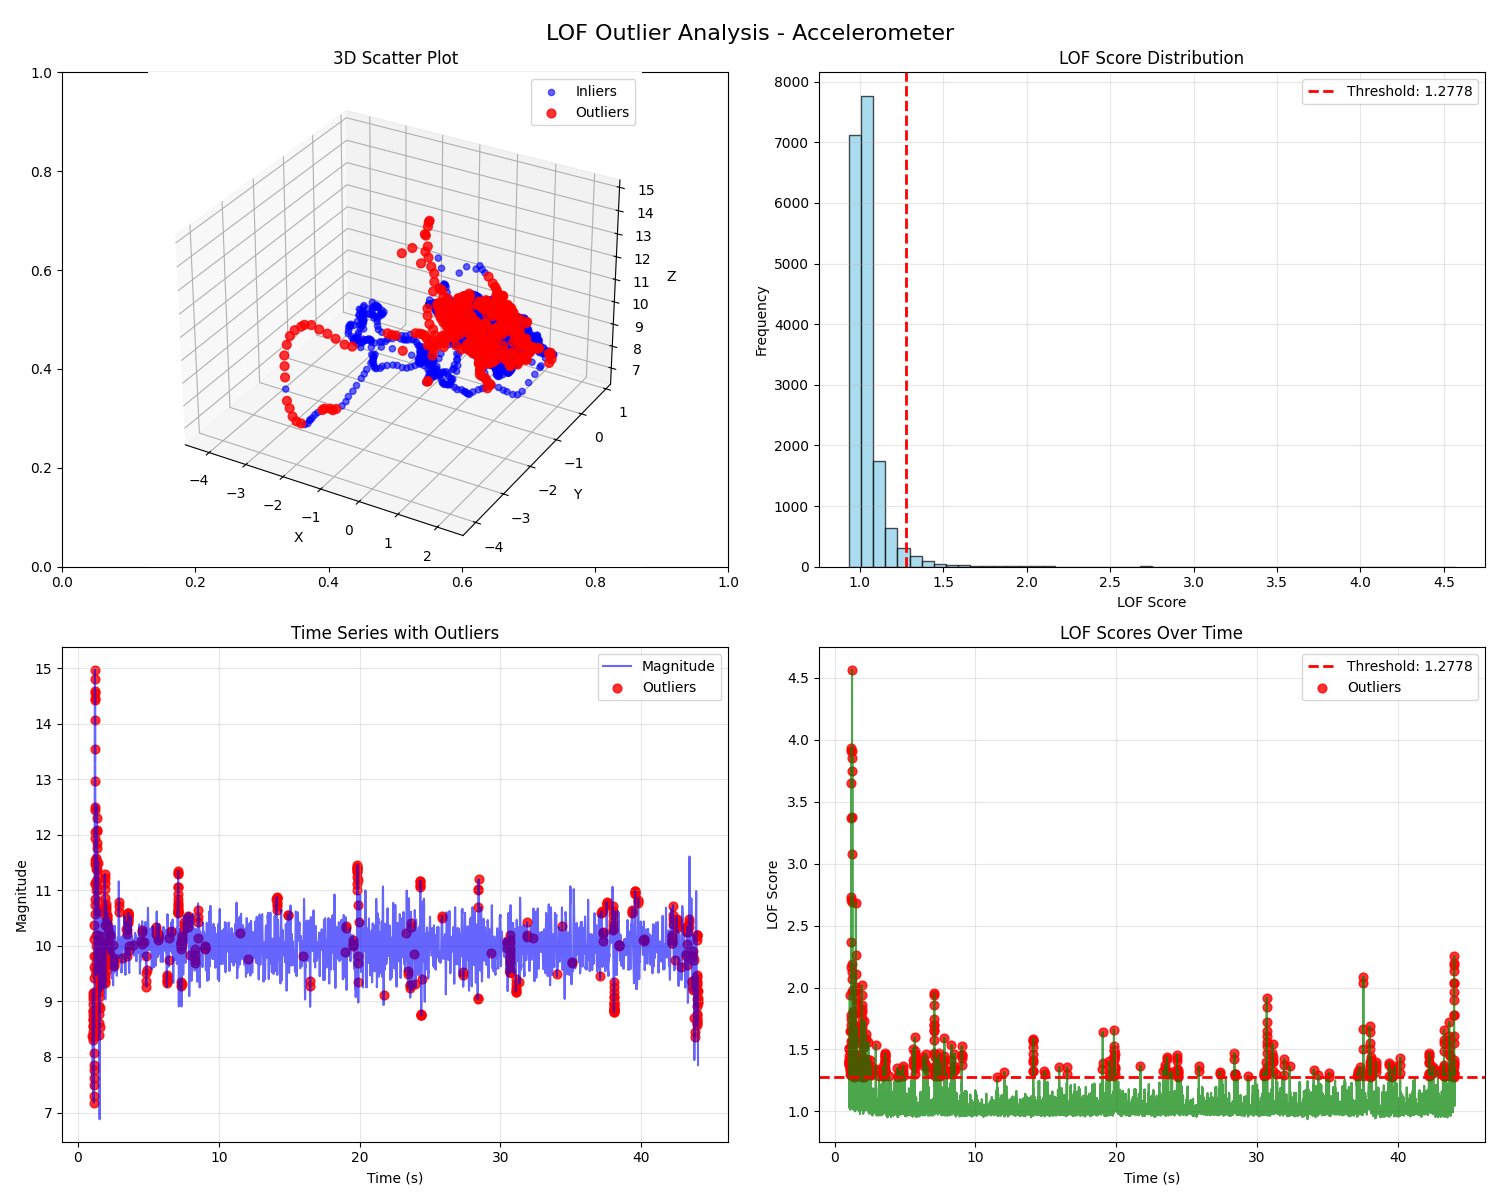 LOF Outlier Analysis - Accelerometer
3D Scatter Plot
1.0
0.8
0.6
0.4
0.2
0.0
0.0 0.2 0.4 0.6 0.8 1.0
Inliers
Outliers
15
14
13
12
11
10
9
8
7
Z
1
0
−1
−2
−3
−4
Y
−4
−3
−2
−1
0
1
2
X
LOF Score Distribution
Threshold: 1.2778
8000
7000
6000
5000
4000
3000
2000
1000
0
Frequency
1.0 1.5 2.0 2.5 3.0 3.5 4.0 4.5
LOF Score
Time Series with Outliers
Magnitude
Outliers
15
14
13
12
11
10
9
8
7
Magnitude
0 10 20 30 40
Time (s)
LOF Scores Over Time
Threshold: 1.2778
Outliers
4.5
4.0
3.5
3.0
2.5
2.0
1.5
1.0
LOF Score
0 10 20 30 40
Time (s)